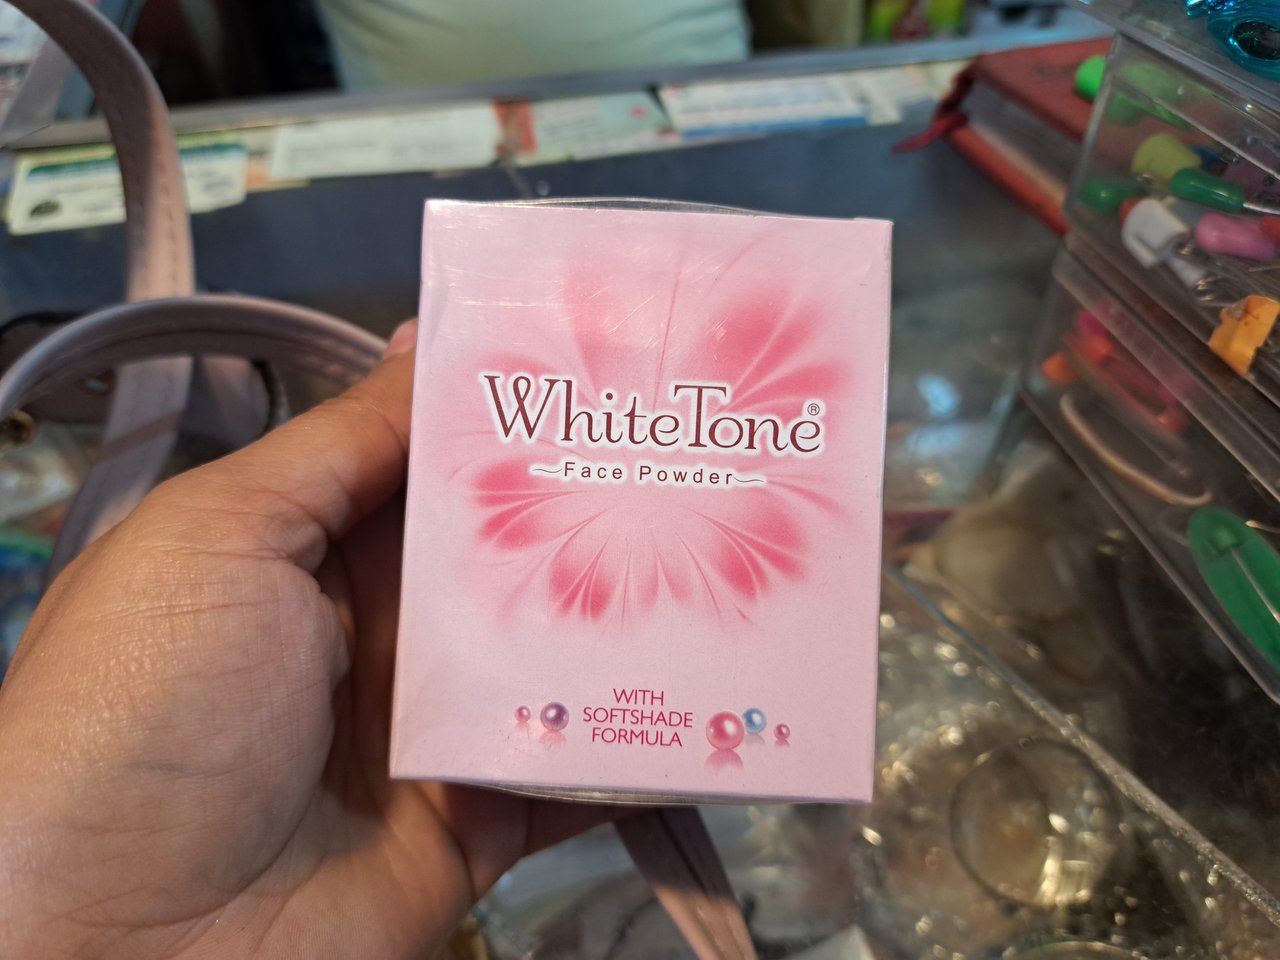 WhiteTone®
Face Powder
WITH
SOFTSHADE
FORMULA